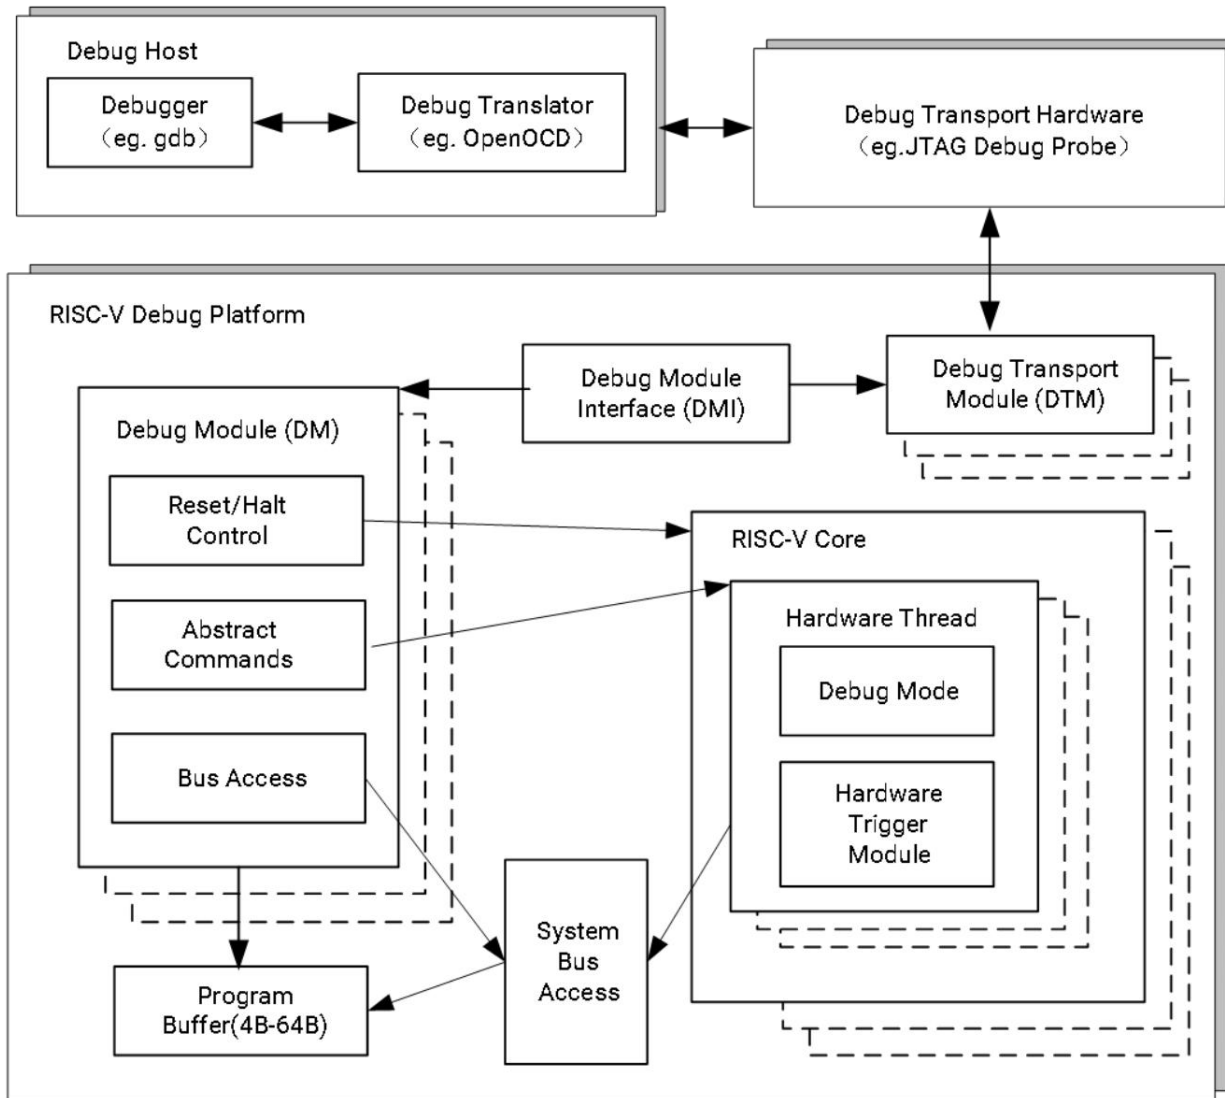 Debug Host
Debugger
（eg. gdb）
Debug Translator
（eg. OpenOCD）
Debug Transport Hardware
（eg.JTAG Debug Probe）
RISC-V Debug Platform
Debug Module
Interface (DMI)
Debug Transport
Module (DTM)
Debug Module (DM)
Reset/Halt
Control
Abstract
Commands
Bus Access
RISC-V Core
Hardware Thread
Debug Mode
Hardware
Trigger
Module
System
Bus
Access
Program
Buffer(4B-64B)